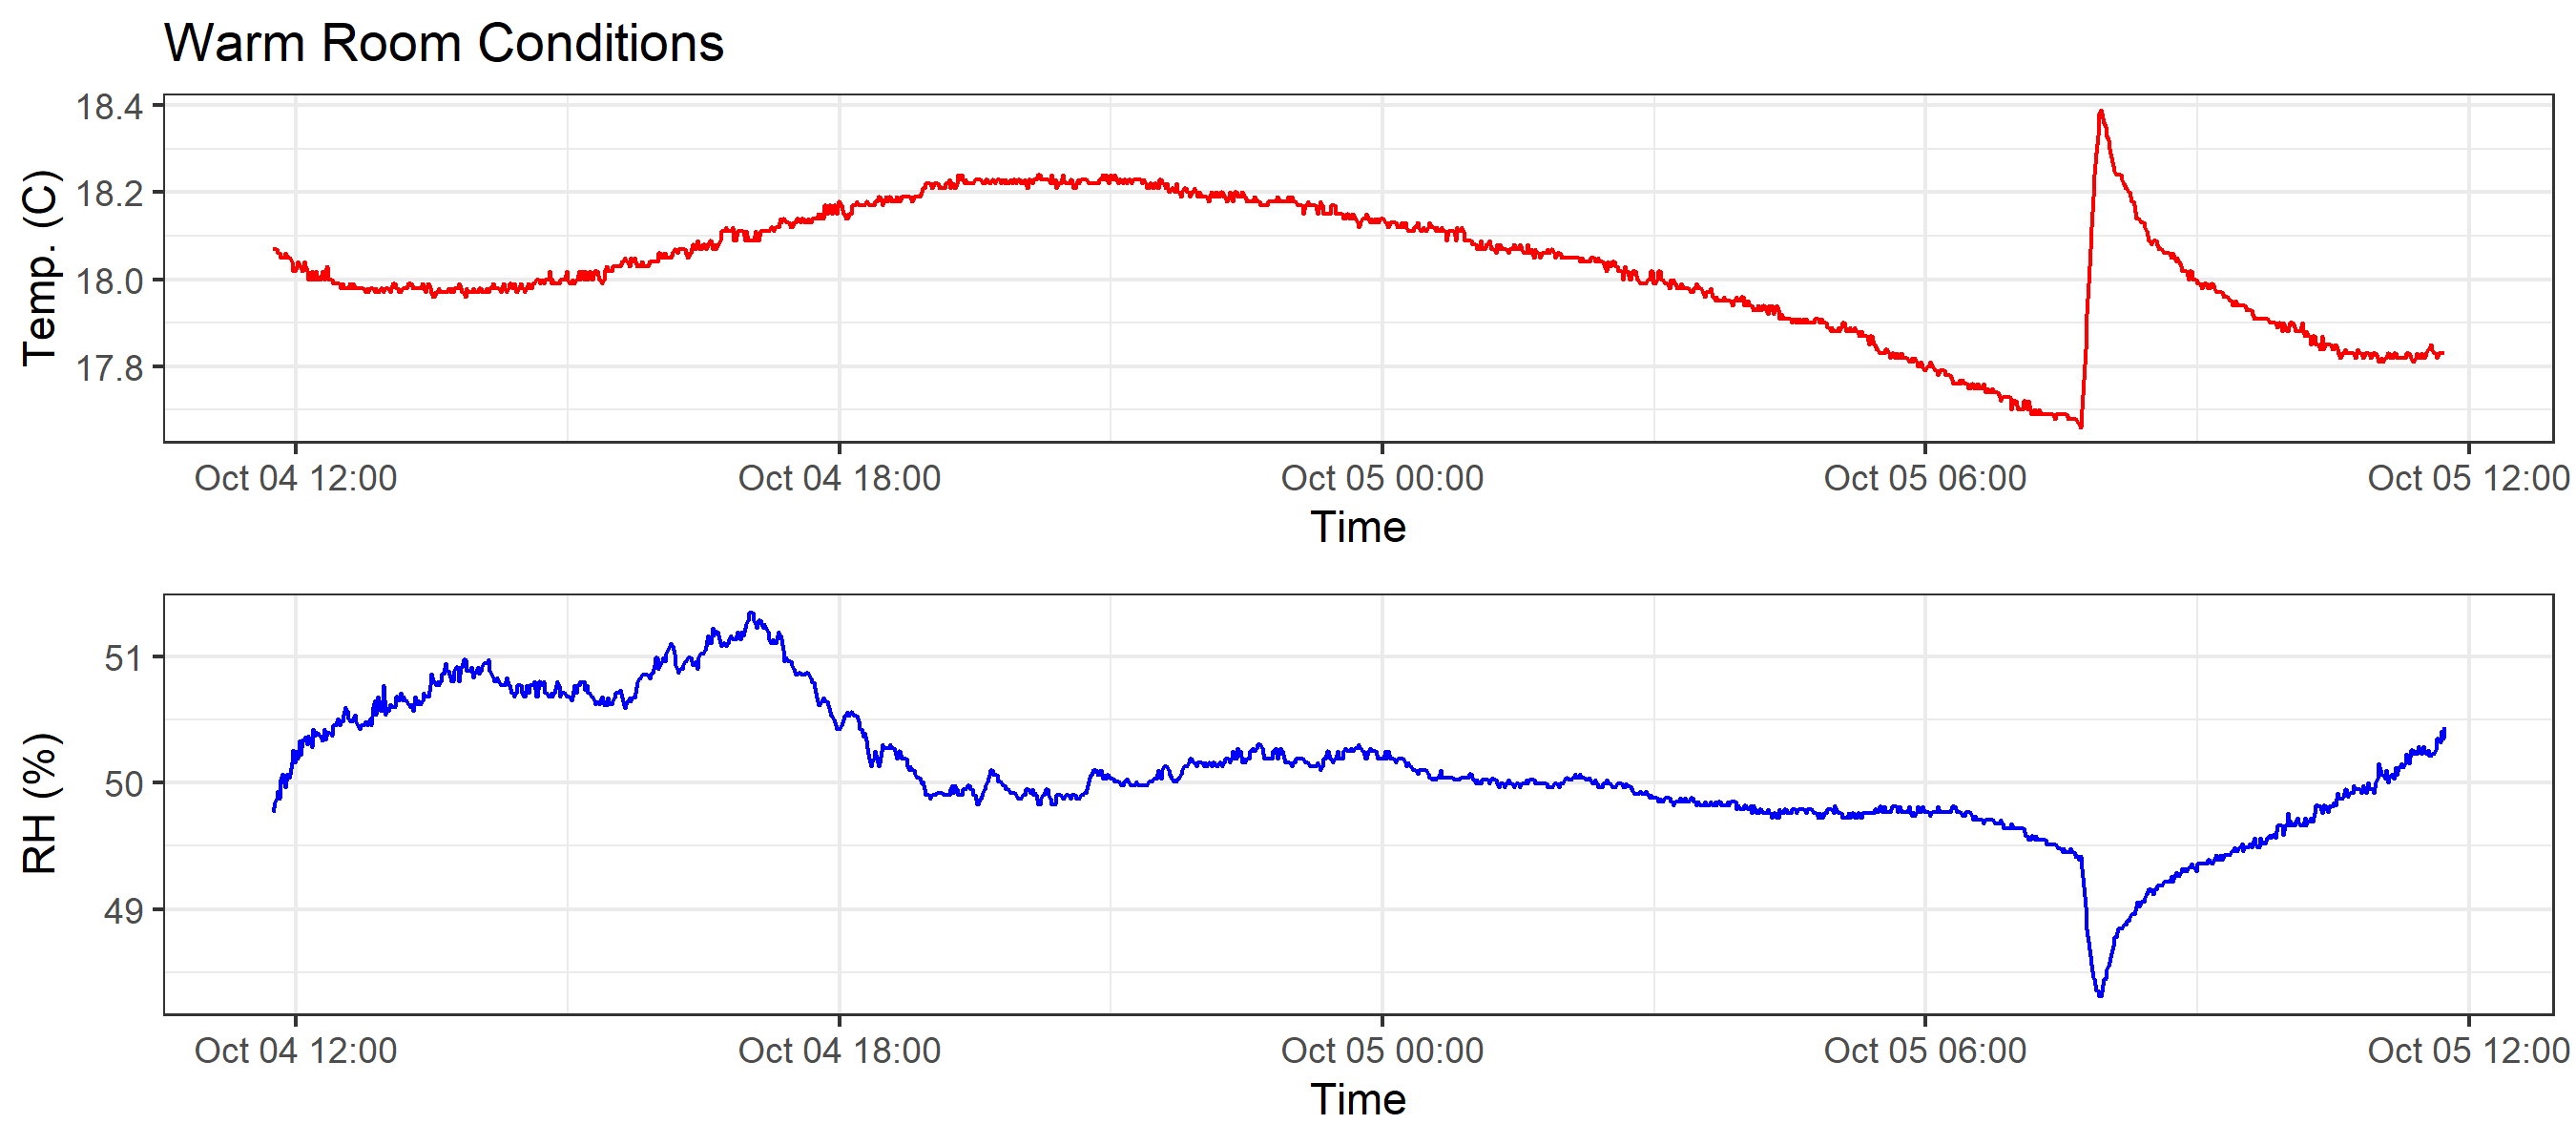 Warm Room Conditions
Temp. (C)
18.4
18.2
18.0
17.8
Oct 04 12:00 Oct 04 18:00 Oct 05 00:00 Oct 05 06:00 Oct 05 12:00
Time
RH (%)
51
50
49
Oct 04 12:00 Oct 04 18:00 Oct 05 00:00 Oct 05 06:00 Oct 05 12:00
Time